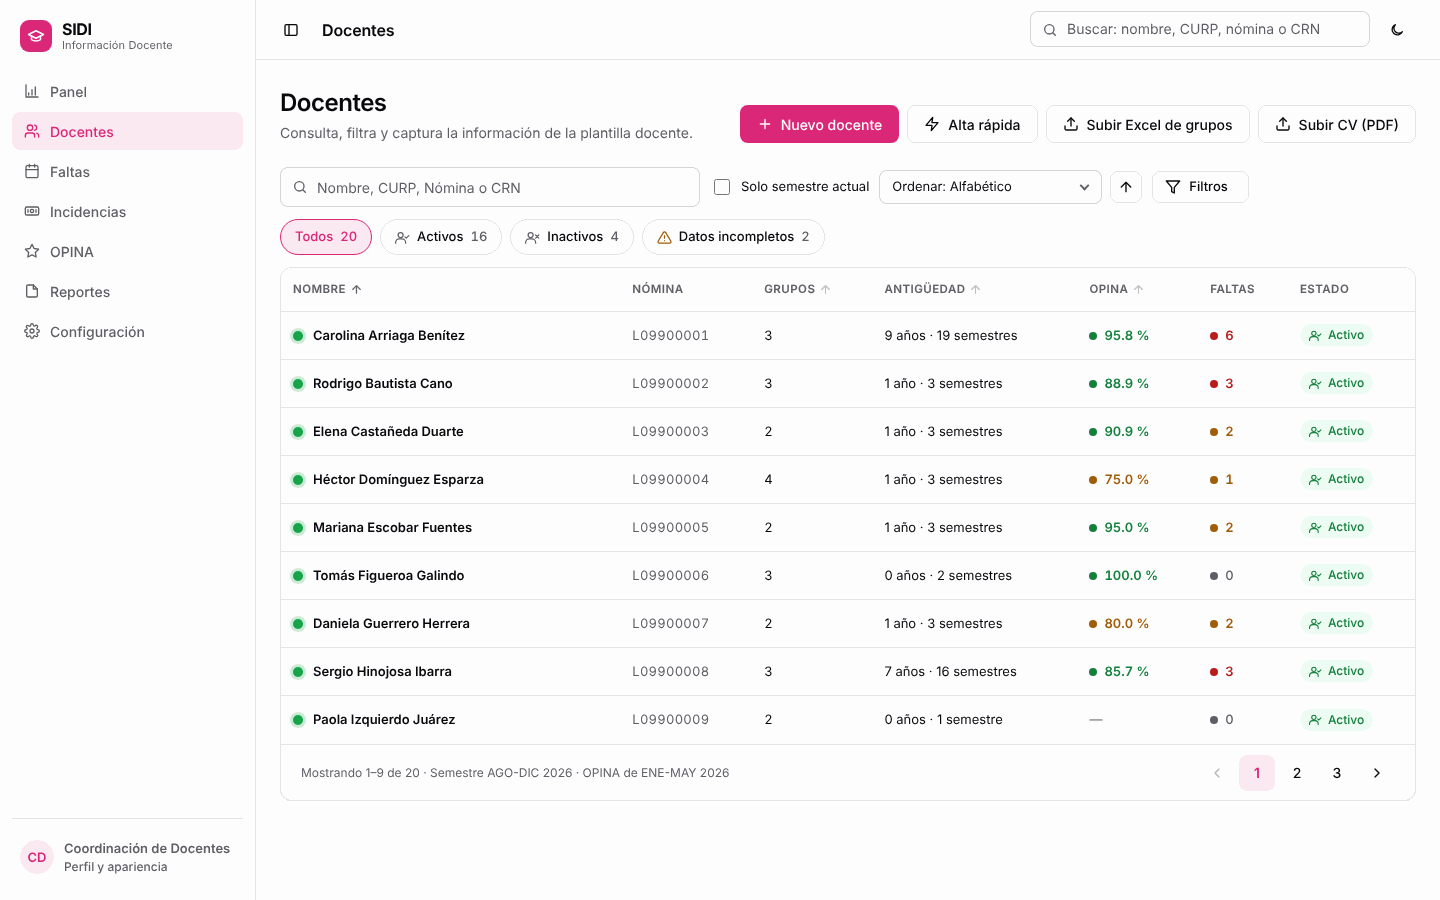 SIDI
Información Docente
Panel
Docentes
Faltas
Incidencias
OPINA
Reportes
Configuración
CD
Coordinación de Docentes
Perfil y apariencia
Docentes
Buscar: nombre, CURP, nómina o CRN
Docentes
Consulta, filtra y captura la información de la plantilla docente.
Nuevo docente
Alta rápida
Subir Excel de grupos
Subir CV (PDF)
Nombre, CURP, Nómina o CRN
Solo semestre actual
Ordenar: Alfabético
Filtros
Todos 20
Activos 16
Inactivos 4
Datos incompletos 2
NOMBRE NÓMINA GRUPOS ANTIGÜEDAD OPINA FALTAS ESTADO
Carolina Arriaga Benítez L09900001 3 9 años · 19 semestres 95.8 % 6 Activo
Rodrigo Bautista Cano L09900002 3 1 año · 3 semestres 88.9 % 3 Activo
Elena Castañeda Duarte L09900003 2 1 año · 3 semestres 90.9 % 2 Activo
Héctor Domínguez Esparza L09900004 4 1 año · 3 semestres 75.0 % 1 Activo
Mariana Escobar Fuentes L09900005 2 1 año · 3 semestres 95.0 % 2 Activo
Tomás Figueroa Galindo L09900006 3 0 años · 2 semestres 100.0 % 0 Activo
Daniela Guerrero Herrera L09900007 2 1 año · 3 semestres 80.0 % 2 Activo
Sergio Hinojosa Ibarra L09900008 3 7 años · 16 semestres 85.7 % 3 Activo
Paola Izquierdo Juárez L09900009 2 0 años · 1 semestre — 0 Activo
Mostrando 1–9 de 20 · Semestre AGO-DIC 2026 · OPINA de ENE-MAY 2026
1 2 3